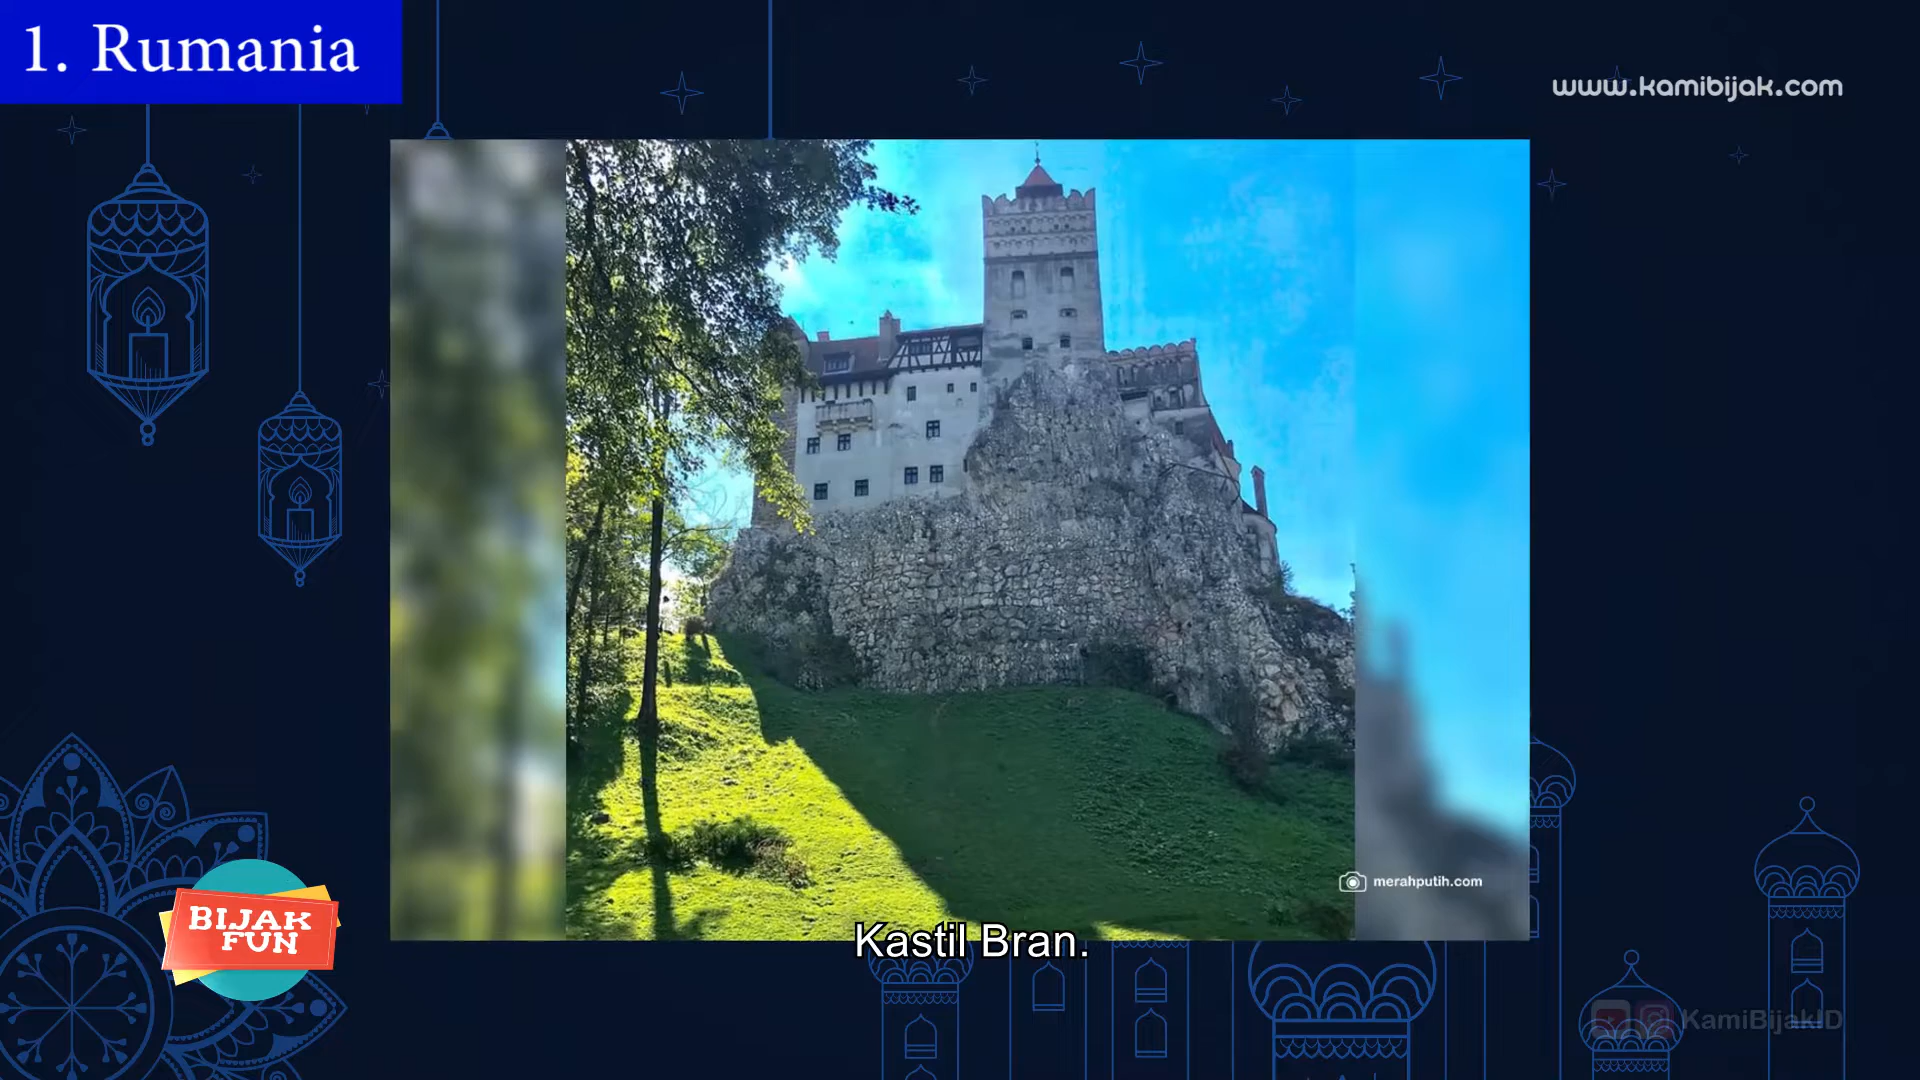 1. Rumania
www.kamibijak.com
merahputih.com
BIJAK
FUN
Kastil Bran.
KamiBijakID